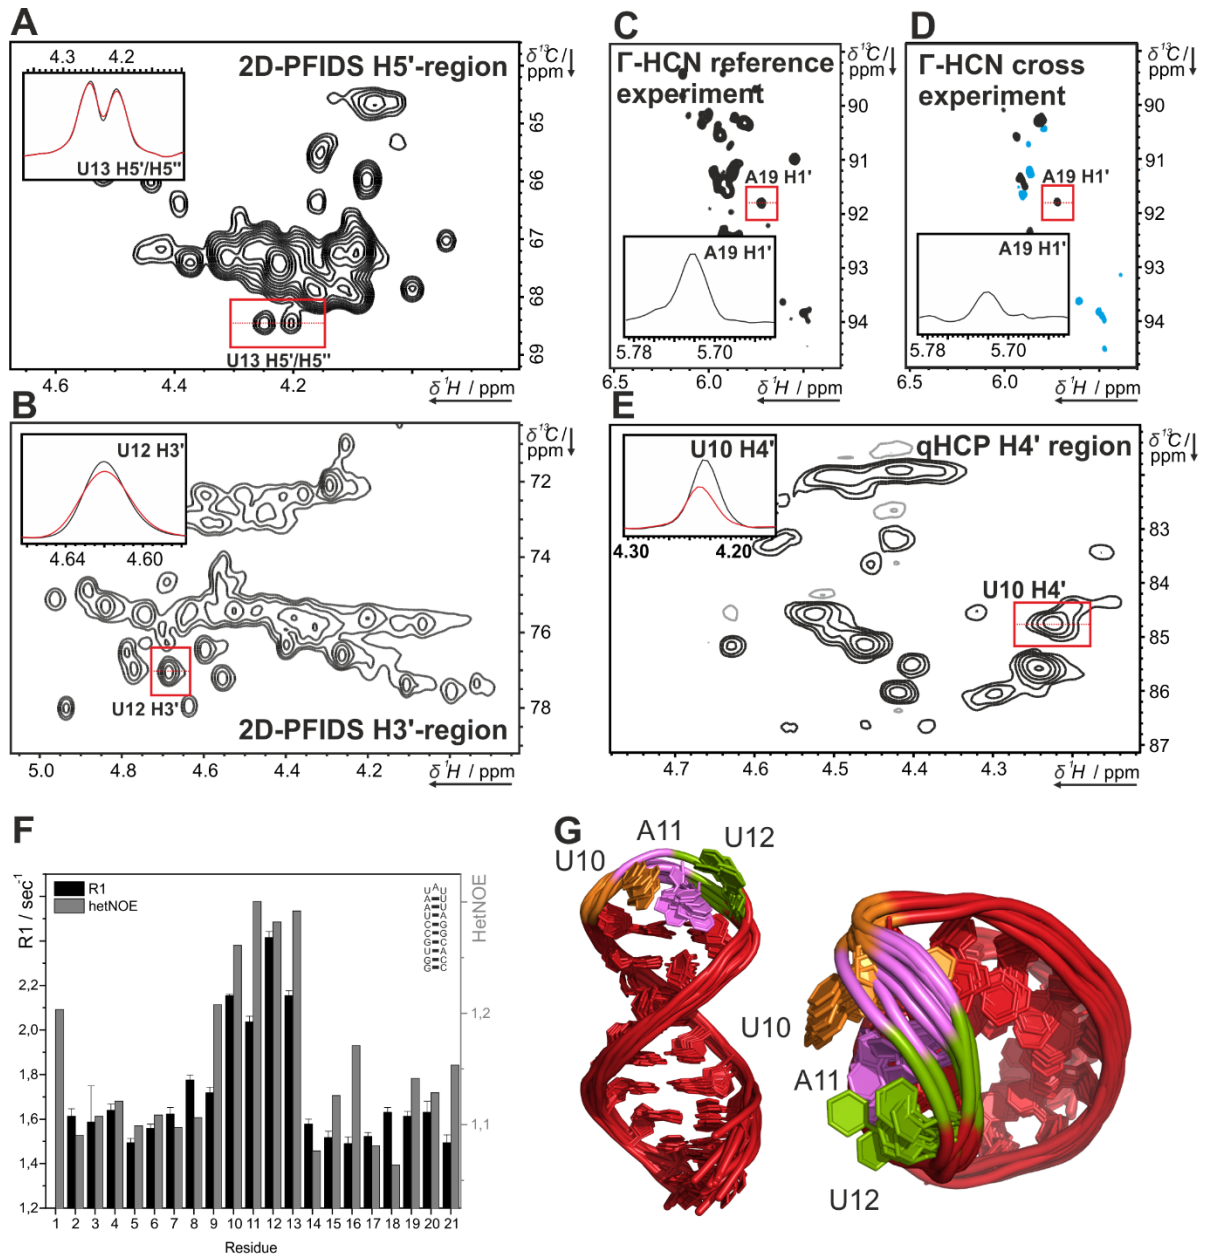 A
4.3 4.2
2D-PFIDS H5'-region
U13 H5'/H5"
U13 H5'/H5"
δ ¹³C /
ppm
65
66
67
68
69
4.6 4.4 4.2
δ ¹H / ppm
B
U12 H3'
4.64 4.60
U12 H3'
2D-PFIDS H3'-region
δ ¹³C /
ppm
72
74
76
78
5.0 4.8 4.6 4.4 4.2
δ ¹H / ppm
C
Γ-HCN reference
experiment
A19 H1'
A19 H1'
5.78 5.70
δ ¹³C /
ppm
90
91
92
93
94
6.5 6.0
δ ¹H / ppm
D
Γ-HCN cross
experiment
A19 H1'
A19 H1'
5.78 5.70
δ ¹³C /
ppm
90
91
92
93
94
6.5 6.0
δ ¹H / ppm
E
U10 H4'
4.30 4.20
qHCP H4' region
U10 H4'
δ ¹³C /
ppm
83
84
85
86
87
4.7 4.6 4.5 4.4 4.3
δ ¹H / ppm
F
R1
hetNOE
R1 / sec⁻¹
2,2
2,0
1,8
1,6
1,4
1,2
HetNOE
1,2
1,1
A
U U
A U
A U
U A
C G
C G
G C
U A
G C
G C
1 2 3 4 5 6 7 8 9 10 11 12 13 14 15 16 17 18 19 20 21
Residue
G
A11
U10
U12
U10
A11
U12